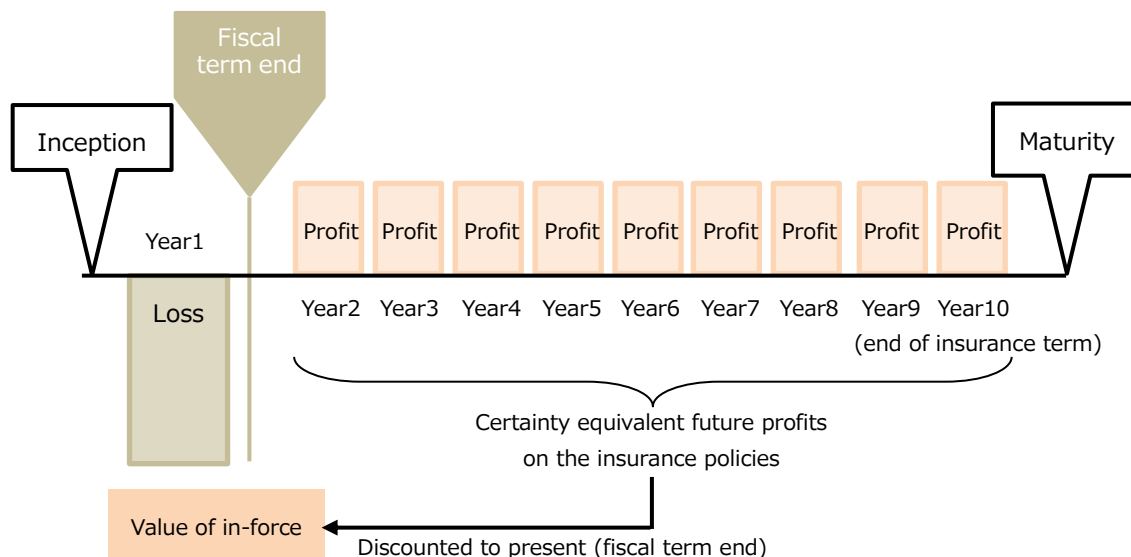 Fiscal
term end
Inception
Maturity
Year1
Profit Profit Profit Profit Profit Profit Profit Profit Profit
Loss
Year2 Year3 Year4 Year5 Year6 Year7 Year8 Year9 Year10
(end of insurance term)
Certainty equivalent future profits
on the insurance policies
Value of in-force
Discounted to present (fiscal term end)